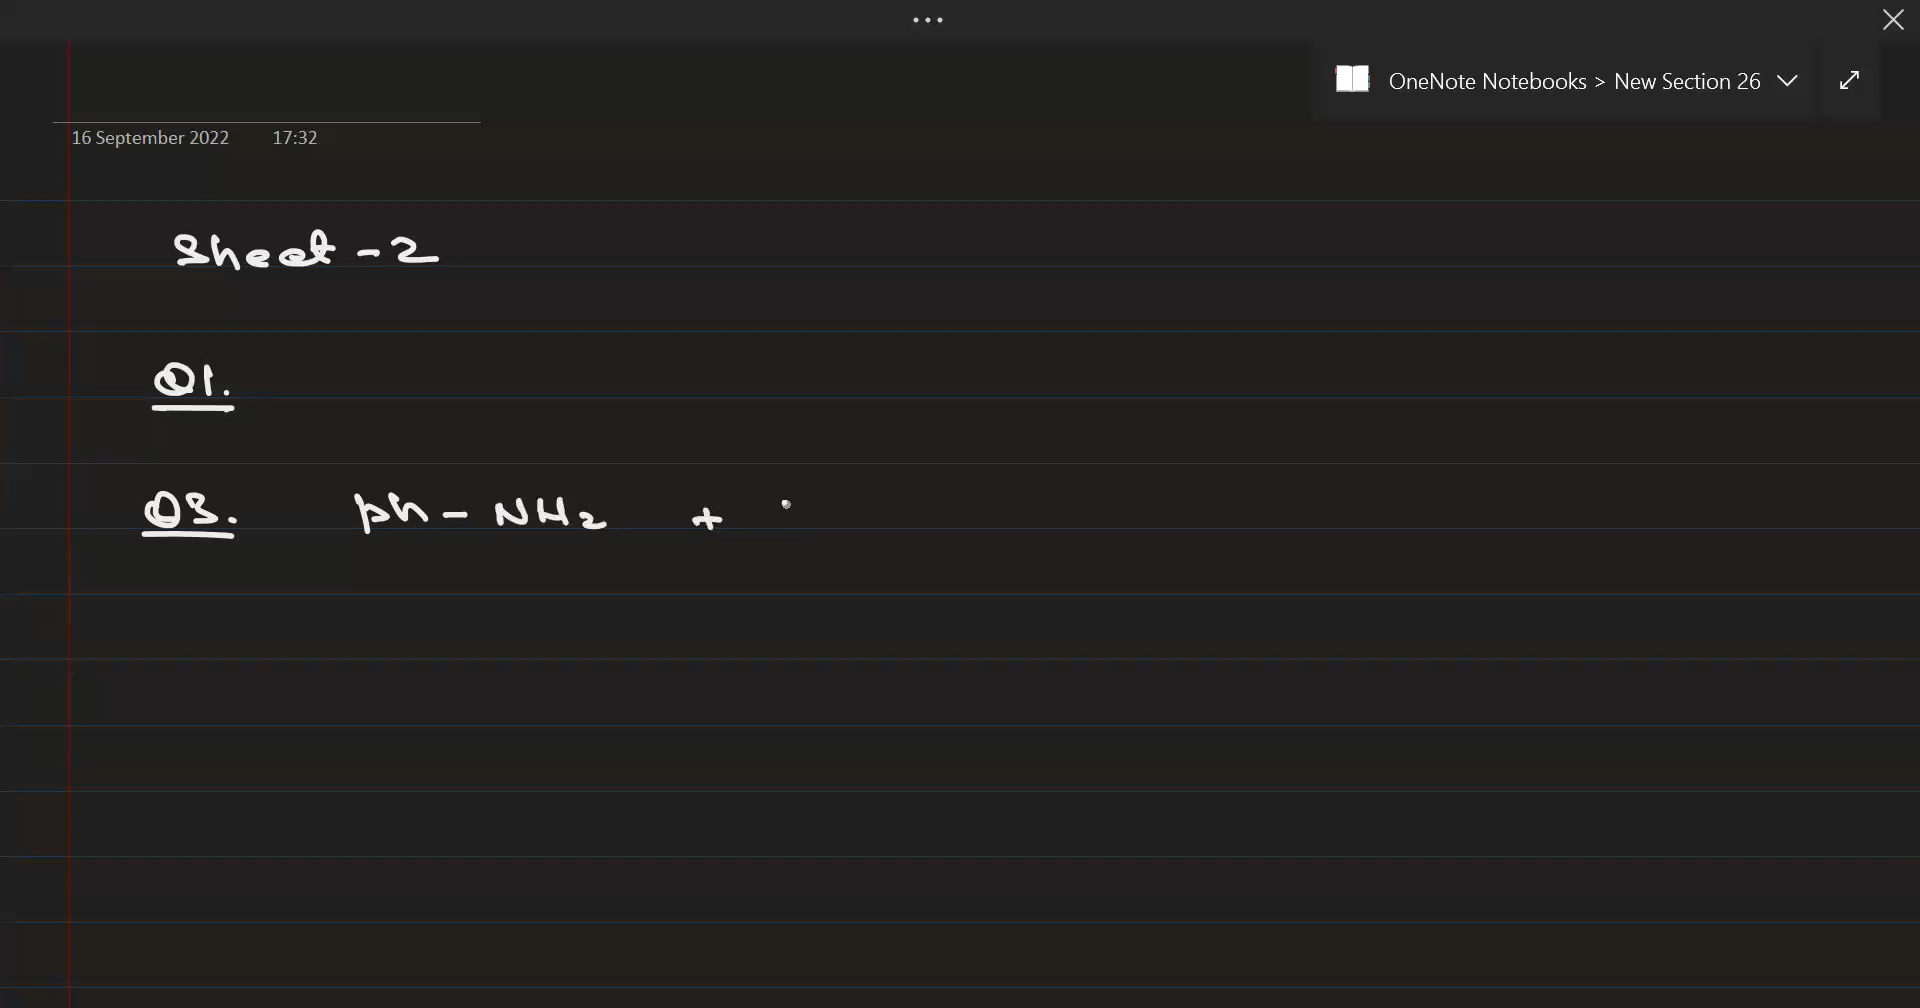 ...
OneNote Notebooks > New Section 26
16 September 2022 17:32
Sheet - 2
Q1.
Q3. Ph - NH2 +